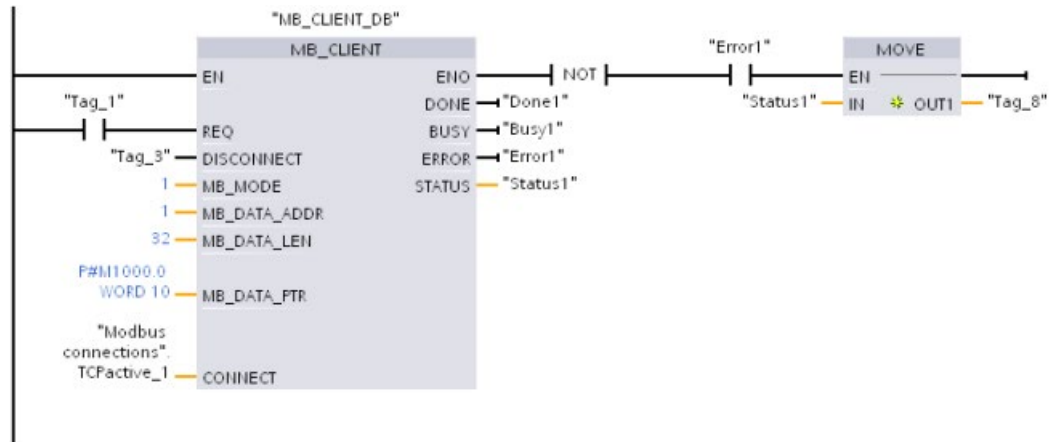 "MB_CLIENT_DB"
MB_CLIENT
EN
ENO
NOT
"Error1"
MOVE
EN
"Status1"
IN
OUT1
"Tag_8"
"Tag_1"
REQ
DONE
"Done1"
BUSY
"Busy1"
"Tag_3"
DISCONNECT
ERROR
"Error1"
1
MB_MODE
STATUS
"Status1"
1
MB_DATA_ADDR
32
MB_DATA_LEN
P#M1000.0
WORD 10
MB_DATA_PTR
"Modbus
connections".
TCPactive_1
CONNECT